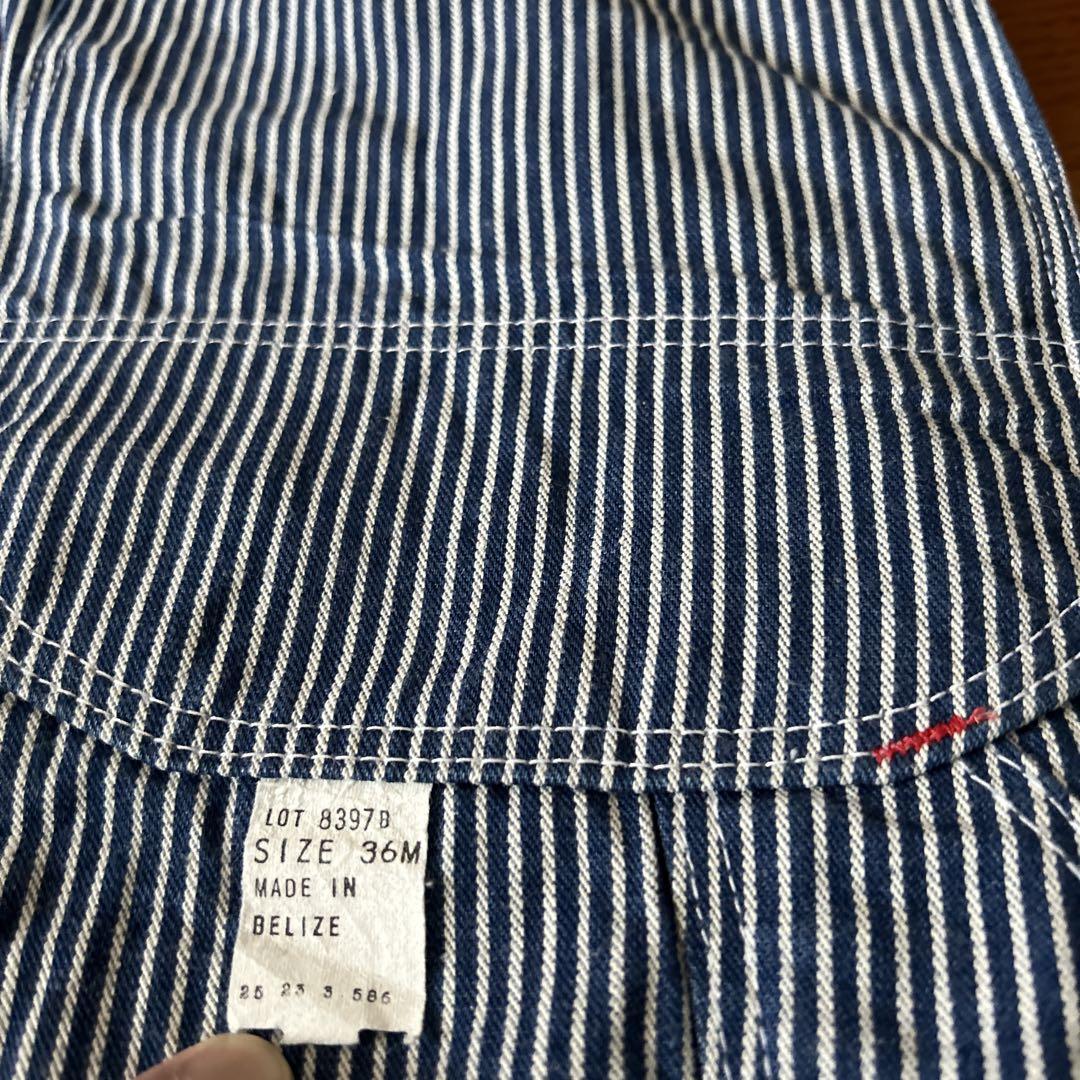 LOT 8397B
SIZE 36M
MADE IN
BELIZE
25 23 3 586